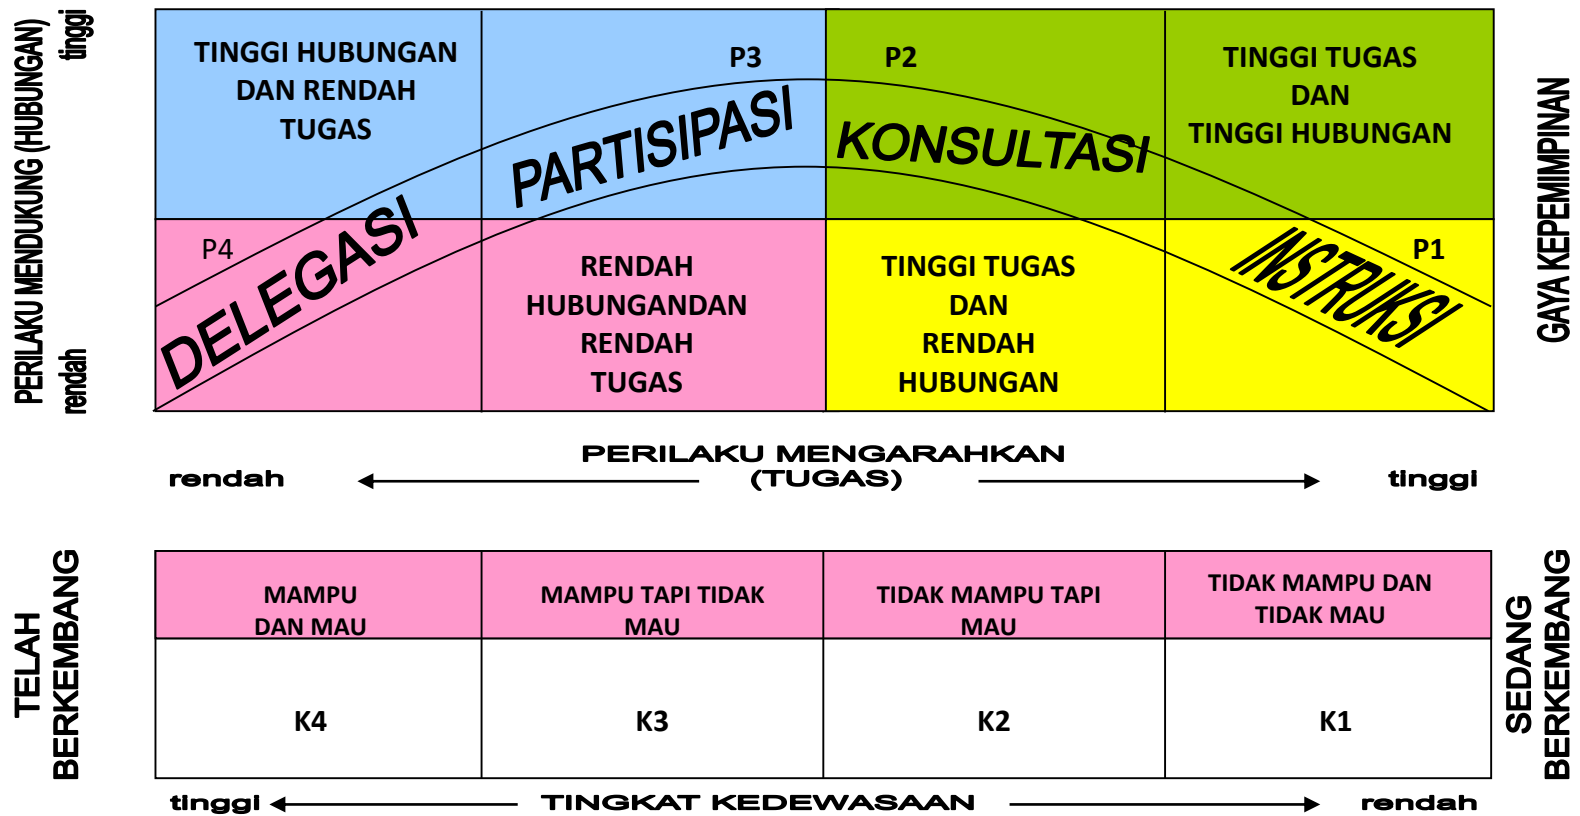 PERILAKU MENDUKUNG (HUBUNGAN)
tinggi
rendah
TINGGI HUBUNGAN
DAN RENDAH
TUGAS
P3
P2
TINGGI TUGAS
DAN
TINGGI HUBUNGAN
PARTISIPASI
KONSULTASI
P4
DELEGASI
RENDAH
HUBUNGANDAN
RENDAH
TUGAS
TINGGI TUGAS
DAN
RENDAH
HUBUNGAN
INSTRUKSI
P1
GAYA KEPEMIMPINAN
PERILAKU MENGARAHKAN
(TUGAS)
rendah
tinggi
TELAH
BERKEMBANG
MAMPU
DAN MAU
MAMPU TAPI TIDAK
MAU
TIDAK MAMPU TAPI
MAU
TIDAK MAMPU DAN
TIDAK MAU
K4
K3
K2
K1
SEDANG
BERKEMBANG
tinggi
TINGKAT KEDEWASAAN
rendah